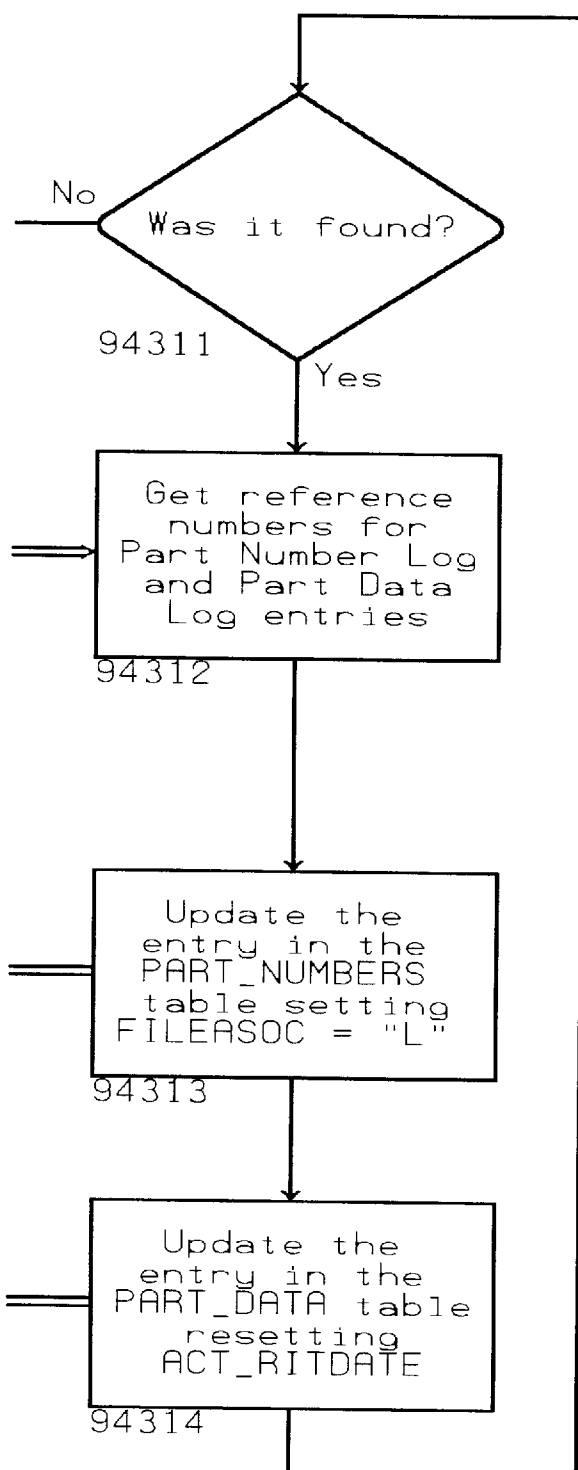 No
Was it found?
94311
Yes
Get reference
numbers for
Part Number Log
and Part Data
Log entries
94312
Update the
entry in the
PART_NUMBERS
table setting
FILEASOC = "L"
94313
Update the
entry in the
PART_DATA table
resetting
ACT_RITDATE
94314